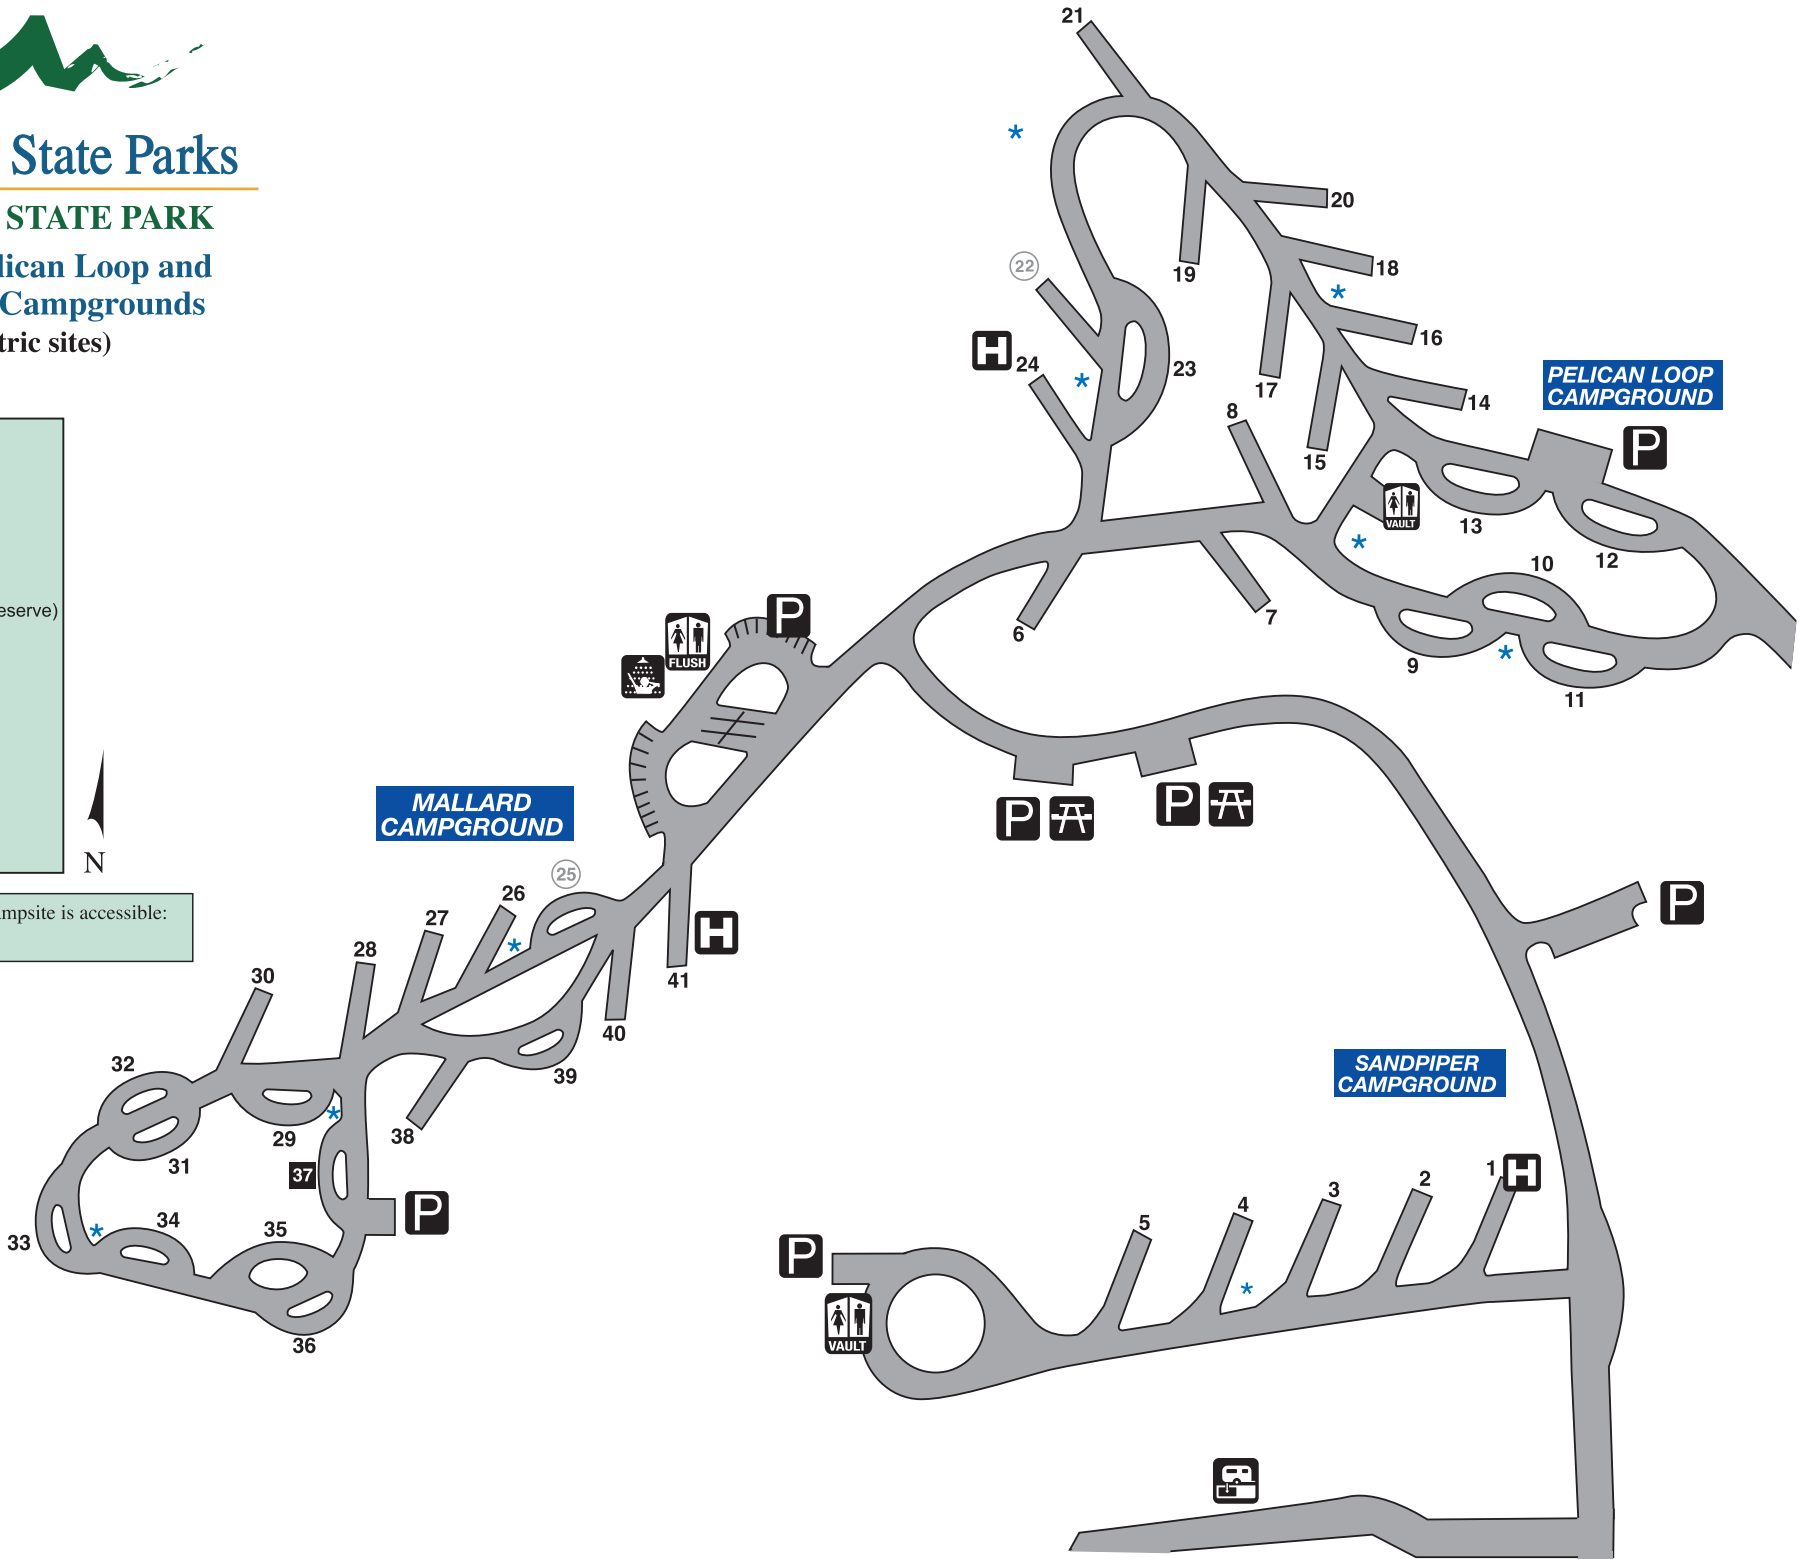 State Parks
STATE PARK
lican Loop and
Campgrounds
tric sites)
eserve)
N
ampsite is accessible:
21
20
19
18
22
16
24
23
17
14
8
15
PELICAN LOOP
CAMPGROUND
P
VAULT
13
12
10
9
11
7
6
P
FLUSH
H
MALLARD
CAMPGROUND
P
P
P
25
26
27
28
30
H
41
40
39
38
32
31
29
37
P
33
34
35
36
SANDPIPER
CAMPGROUND
1
H
2
3
4
5
P
VAULT